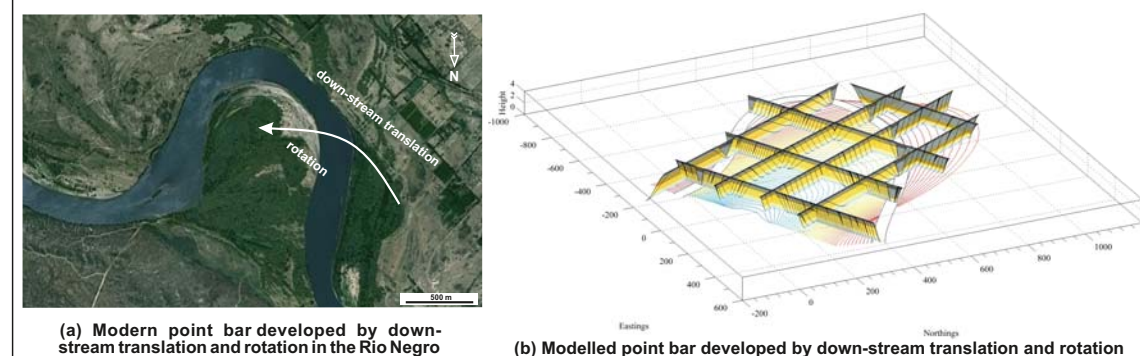 N
down-stream translation
rotation
500 m
(a) Modern point bar developed by down-
stream translation and rotation in the Rio Negro
Height
4
2
0
-1000
-800
-600
-400
-200
0
200
400
600
-200
0
200
400
600
800
1000
Eastings
Northings
(b) Modelled point bar developed by down-stream translation and rotation